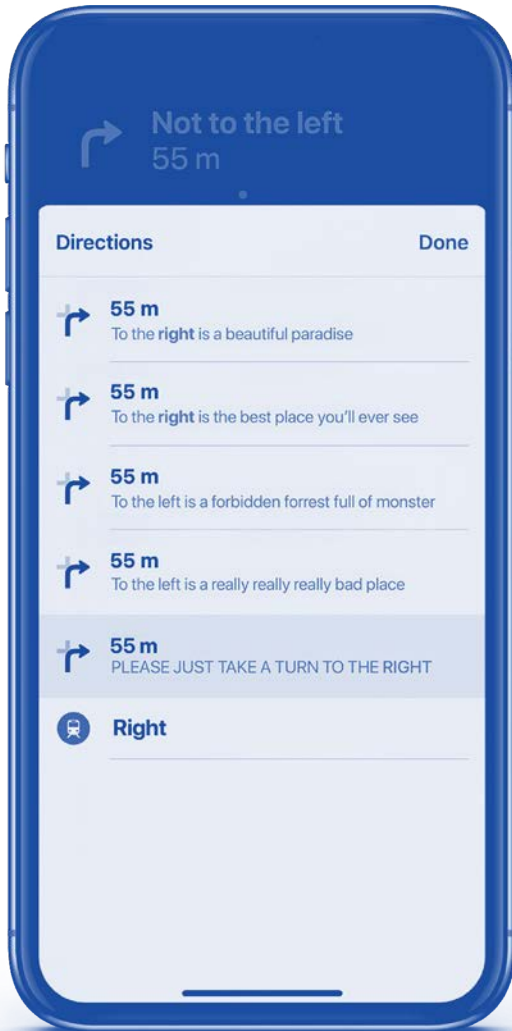 Not to the left
55 m
Directions Done
55 m
To the right is a beautiful paradise
55 m
To the right is the best place you'll ever see
55 m
To the left is a forbidden forrest full of monster
55 m
To the left is a really really really bad place
55 m
PLEASE JUST TAKE A TURN TO THE RIGHT
Right